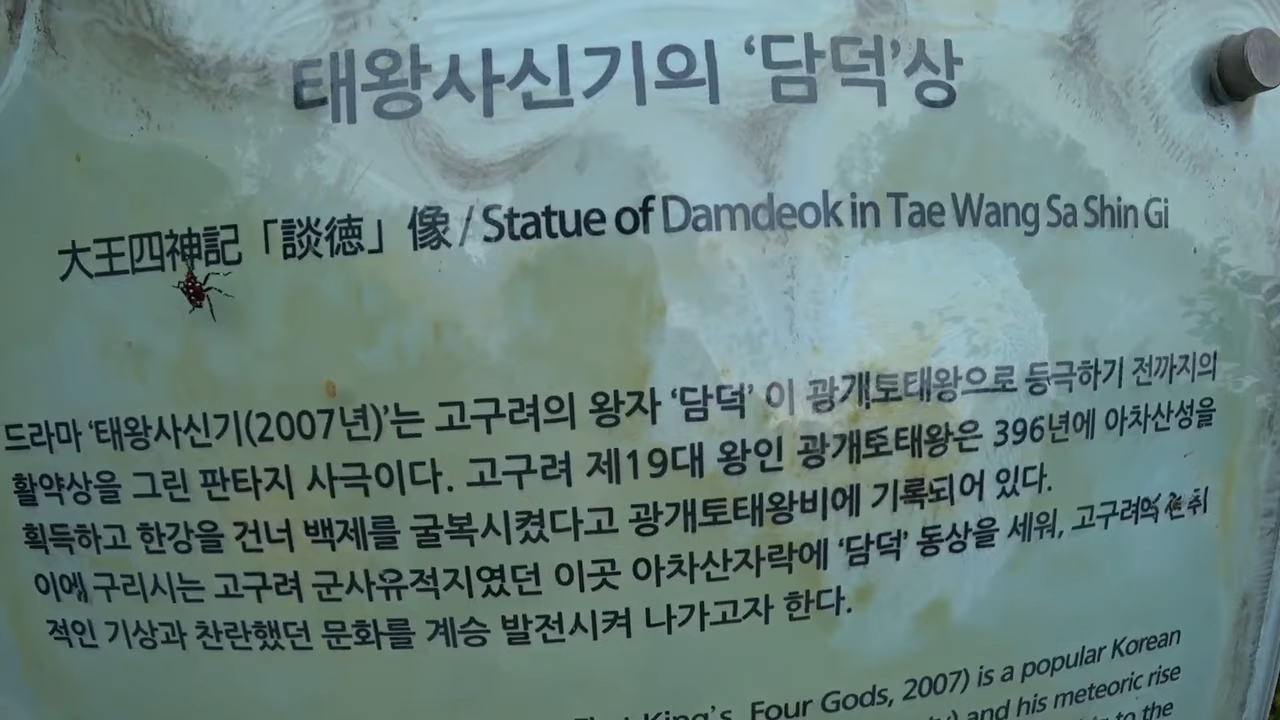 태왕사신기의 ‘담덕’상
大王四神記「談徳」像 / Statue of Damdeok in Tae Wang Sa Shin Gi
드라마 ‘태왕사신기(2007년)’는 고구려의 왕자 ‘담덕’ 이 광개토태왕으로 등극하기 전까지의
활약상을 그린 판타지 사극이다. 고구려 제19대 왕인 광개토태왕은 396년에 아차산성을
획득하고 한강을 건너 백제를 굴복시켰다고 광개토태왕비에 기록되어 있다.
이에 구리시는 고구려 군사유적지였던 이곳 아차산자락에 ‘담덕’ 동상을 세워, 고구려의
적인 기상과 찬란했던 문화를 계승 발전시켜 나가고자 한다.
King's Four Gods, 2007) is a popular Korean
and his meteoric rise
to the